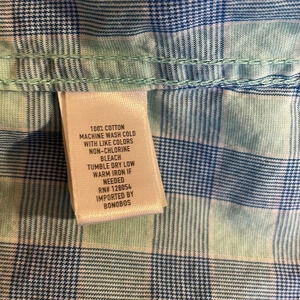 100% COTTON
MACHINE WASH COLD
WITH LIKE COLORS
NON-CHLORINE
BLEACH
TUMBLE DRY LOW
WARM IRON IF
NEEDED
RN# 128054
IMPORTED BY
BONOBOS